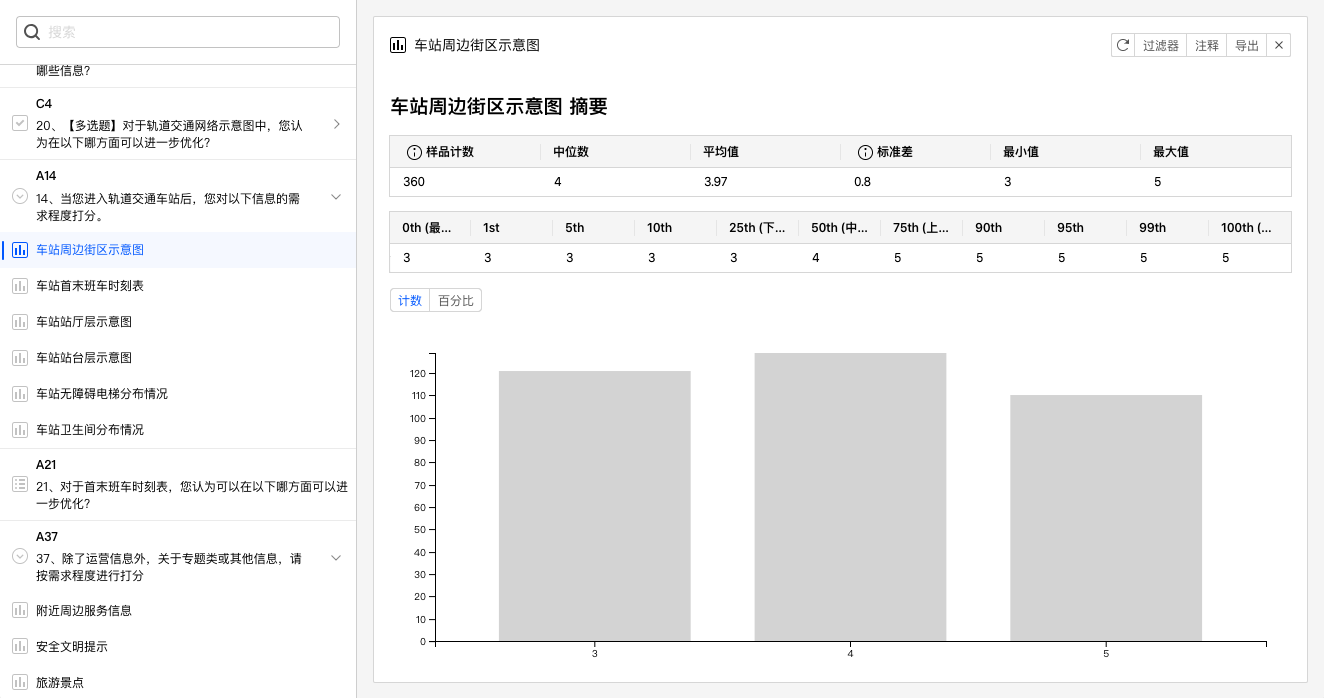 搜索
哪些信息?
C4
20、【多选题】对于轨道交通网络示意图中，您认
为在以下哪方面可以进一步优化?
A14
14、当您进入轨道交通车站后，您对以下信息的需
求程度打分。
车站周边街区示意图
车站首末班车时刻表
车站站厅层示意图
车站站台层示意图
车站无障碍电梯分布情况
车站卫生间分布情况
A21
21、对于首末班车时刻表，您认为可以在以下哪方面可以进
一步优化?
A37
37、除了运营信息外，关于专题类或其他信息，请
按需求程度进行打分
附近周边服务信息
安全文明提示
旅游景点
车站周边街区示意图
过滤器 注释 导出
车站周边街区示意图 摘要
样品计数 中位数 平均值 标准差 最小值 最大值
360 4 3.97 0.8 3 5
0th (最... 1st 5th 10th 25th (下... 50th (中... 75th (上... 90th 95th 99th 100th (...
3 3 3 3 3 4 5 5 5 5 5
计数 百分比
120
110
100
90
80
70
60
50
40
30
20
10
0
3 4 5